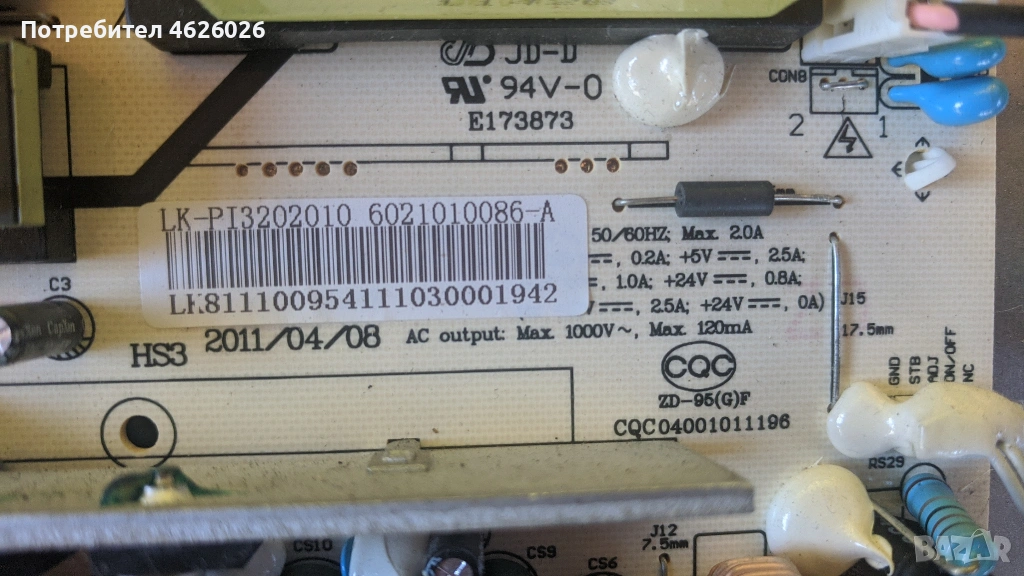 Потребител 4626026
JD-D
94V-0
E173873
CON8
2
1
LK-PI3202010 6021010086-A
LK811100954111030001942
50/60HZ; Max. 2.0A
0.2A; +5V, 2.5A;
1.0A; +24V, 0.8A;
2.5A; +24V, 0A)
C3
J15
17.5mm
HS3 2011/04/08
AC output: Max. 1000V~, Max. 120mA
CQC
ZD-95(G)F
CQC04001011196
GND
STB
ADJ
ON/OFF
NC
RS29
J12
7.5mm
CS10
CS9
CS6
BAZAR